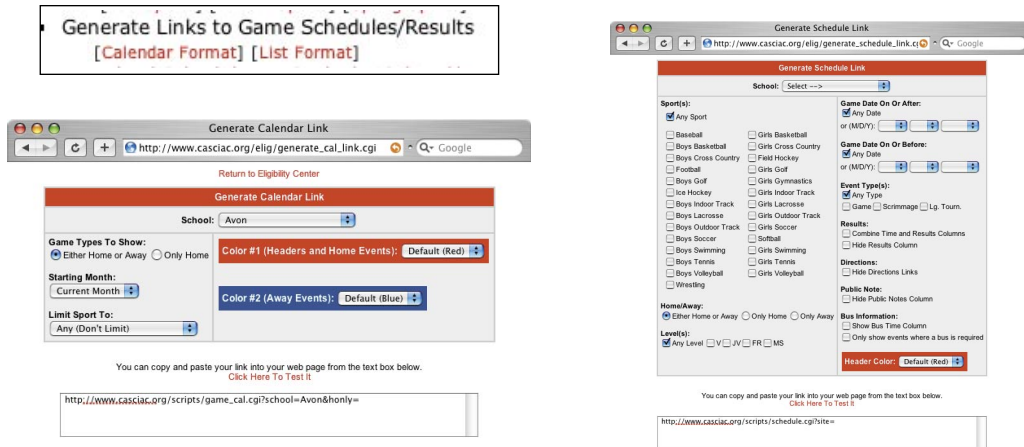 Generate Links to Game Schedules/Results
[Calendar Format] [List Format]
Generate Calendar Link
http://www.casciac.org/elig/generate_cal_link.cgi
Google
Return to Eligibility Center
Generate Calendar Link
School: Avon
Game Types To Show:
Either Home or Away Only Home
Starting Month:
Current Month
Limit Sport To:
Any (Don't Limit)
Color #1 (Headers and Home Events): Default (Red)
Color #2 (Away Events): Default (Blue)
You can copy and paste your link into your web page from the text box below.
Click Here To Test It
http://www.casciac.org/scripts/game_cal.cgi?school=Avon&honly=
Generate Schedule Link
http://www.casciac.org/elig/generate_schedule_link.cg
Google
Generate Schedule Link
School: Select -->
Sport(s):
Any Sport
Baseball
Boys Basketball
Boys Cross Country
Football
Boys Golf
Ice Hockey
Boys Indoor Track
Boys Lacrosse
Boys Outdoor Track
Boys Soccer
Boys Swimming
Boys Tennis
Boys Volleyball
Wrestling
Girls Basketball
Girls Cross Country
Field Hockey
Girls Golf
Girls Gymnastics
Girls Indoor Track
Girls Lacrosse
Girls Outdoor Track
Girls Soccer
Softball
Girls Swimming
Girls Tennis
Girls Volleyball
Home/Away:
Either Home or Away Only Home Only Away
Level(s):
Any Level V JV FR MS
Game Date On Or After:
Any Date
or (M/D/Y):
Game Date On Or Before:
Any Date
or (M/D/Y):
Event Type(s):
Any Type
Game Scrimmage Lg. Tourn.
Results:
Combine Time and Results Columns
Hide Results Column
Directions:
Hide Directions Links
Public Note:
Hide Public Notes Column
Bus Information:
Show Bus Time Column
Only show events where a bus is required
Header Color: Default (Red)
You can copy and paste your link into your web page from the text box below.
Click Here To Test It
http://www.casciac.org/scripts/schedule.cgi?site=